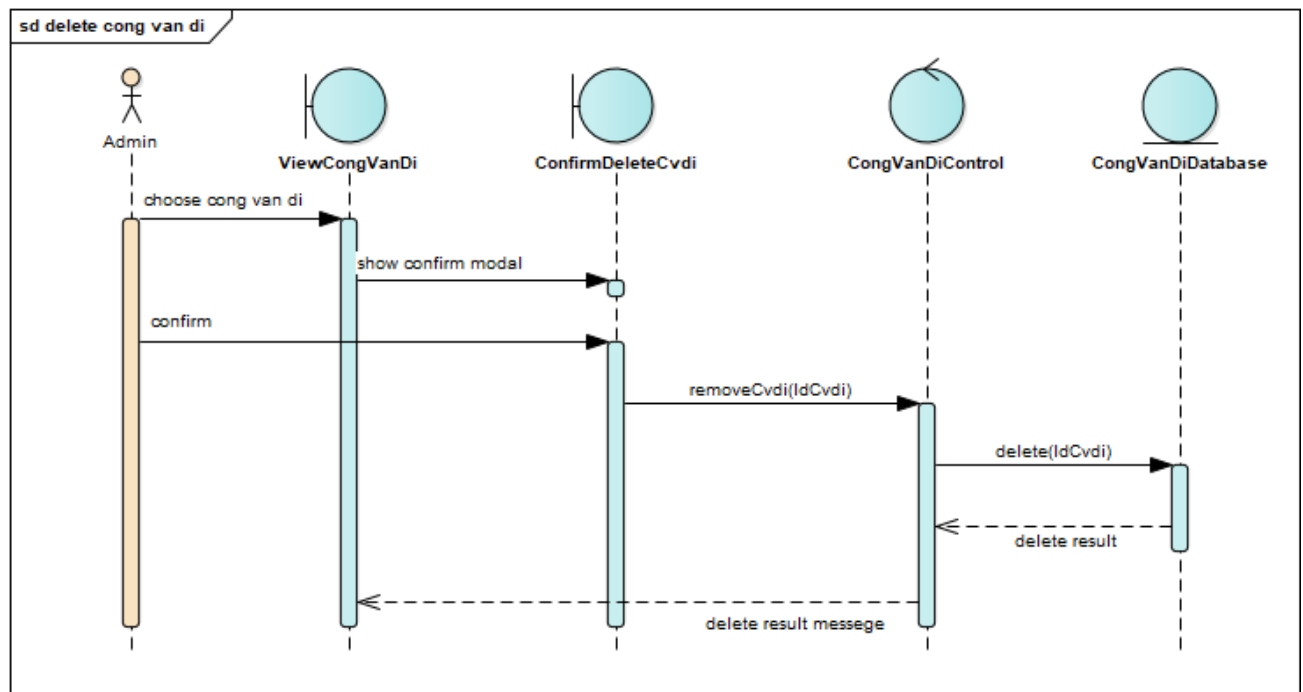 sd delete cong van di
Admin
ViewCongVanDi
ConfirmDeleteCvdi
CongVanDiControl
CongVanDiDatabase
choose cong van di
show confirm modal
confirm
removeCvdi(IdCvdi)
delete(IdCvdi)
delete result
delete result messege